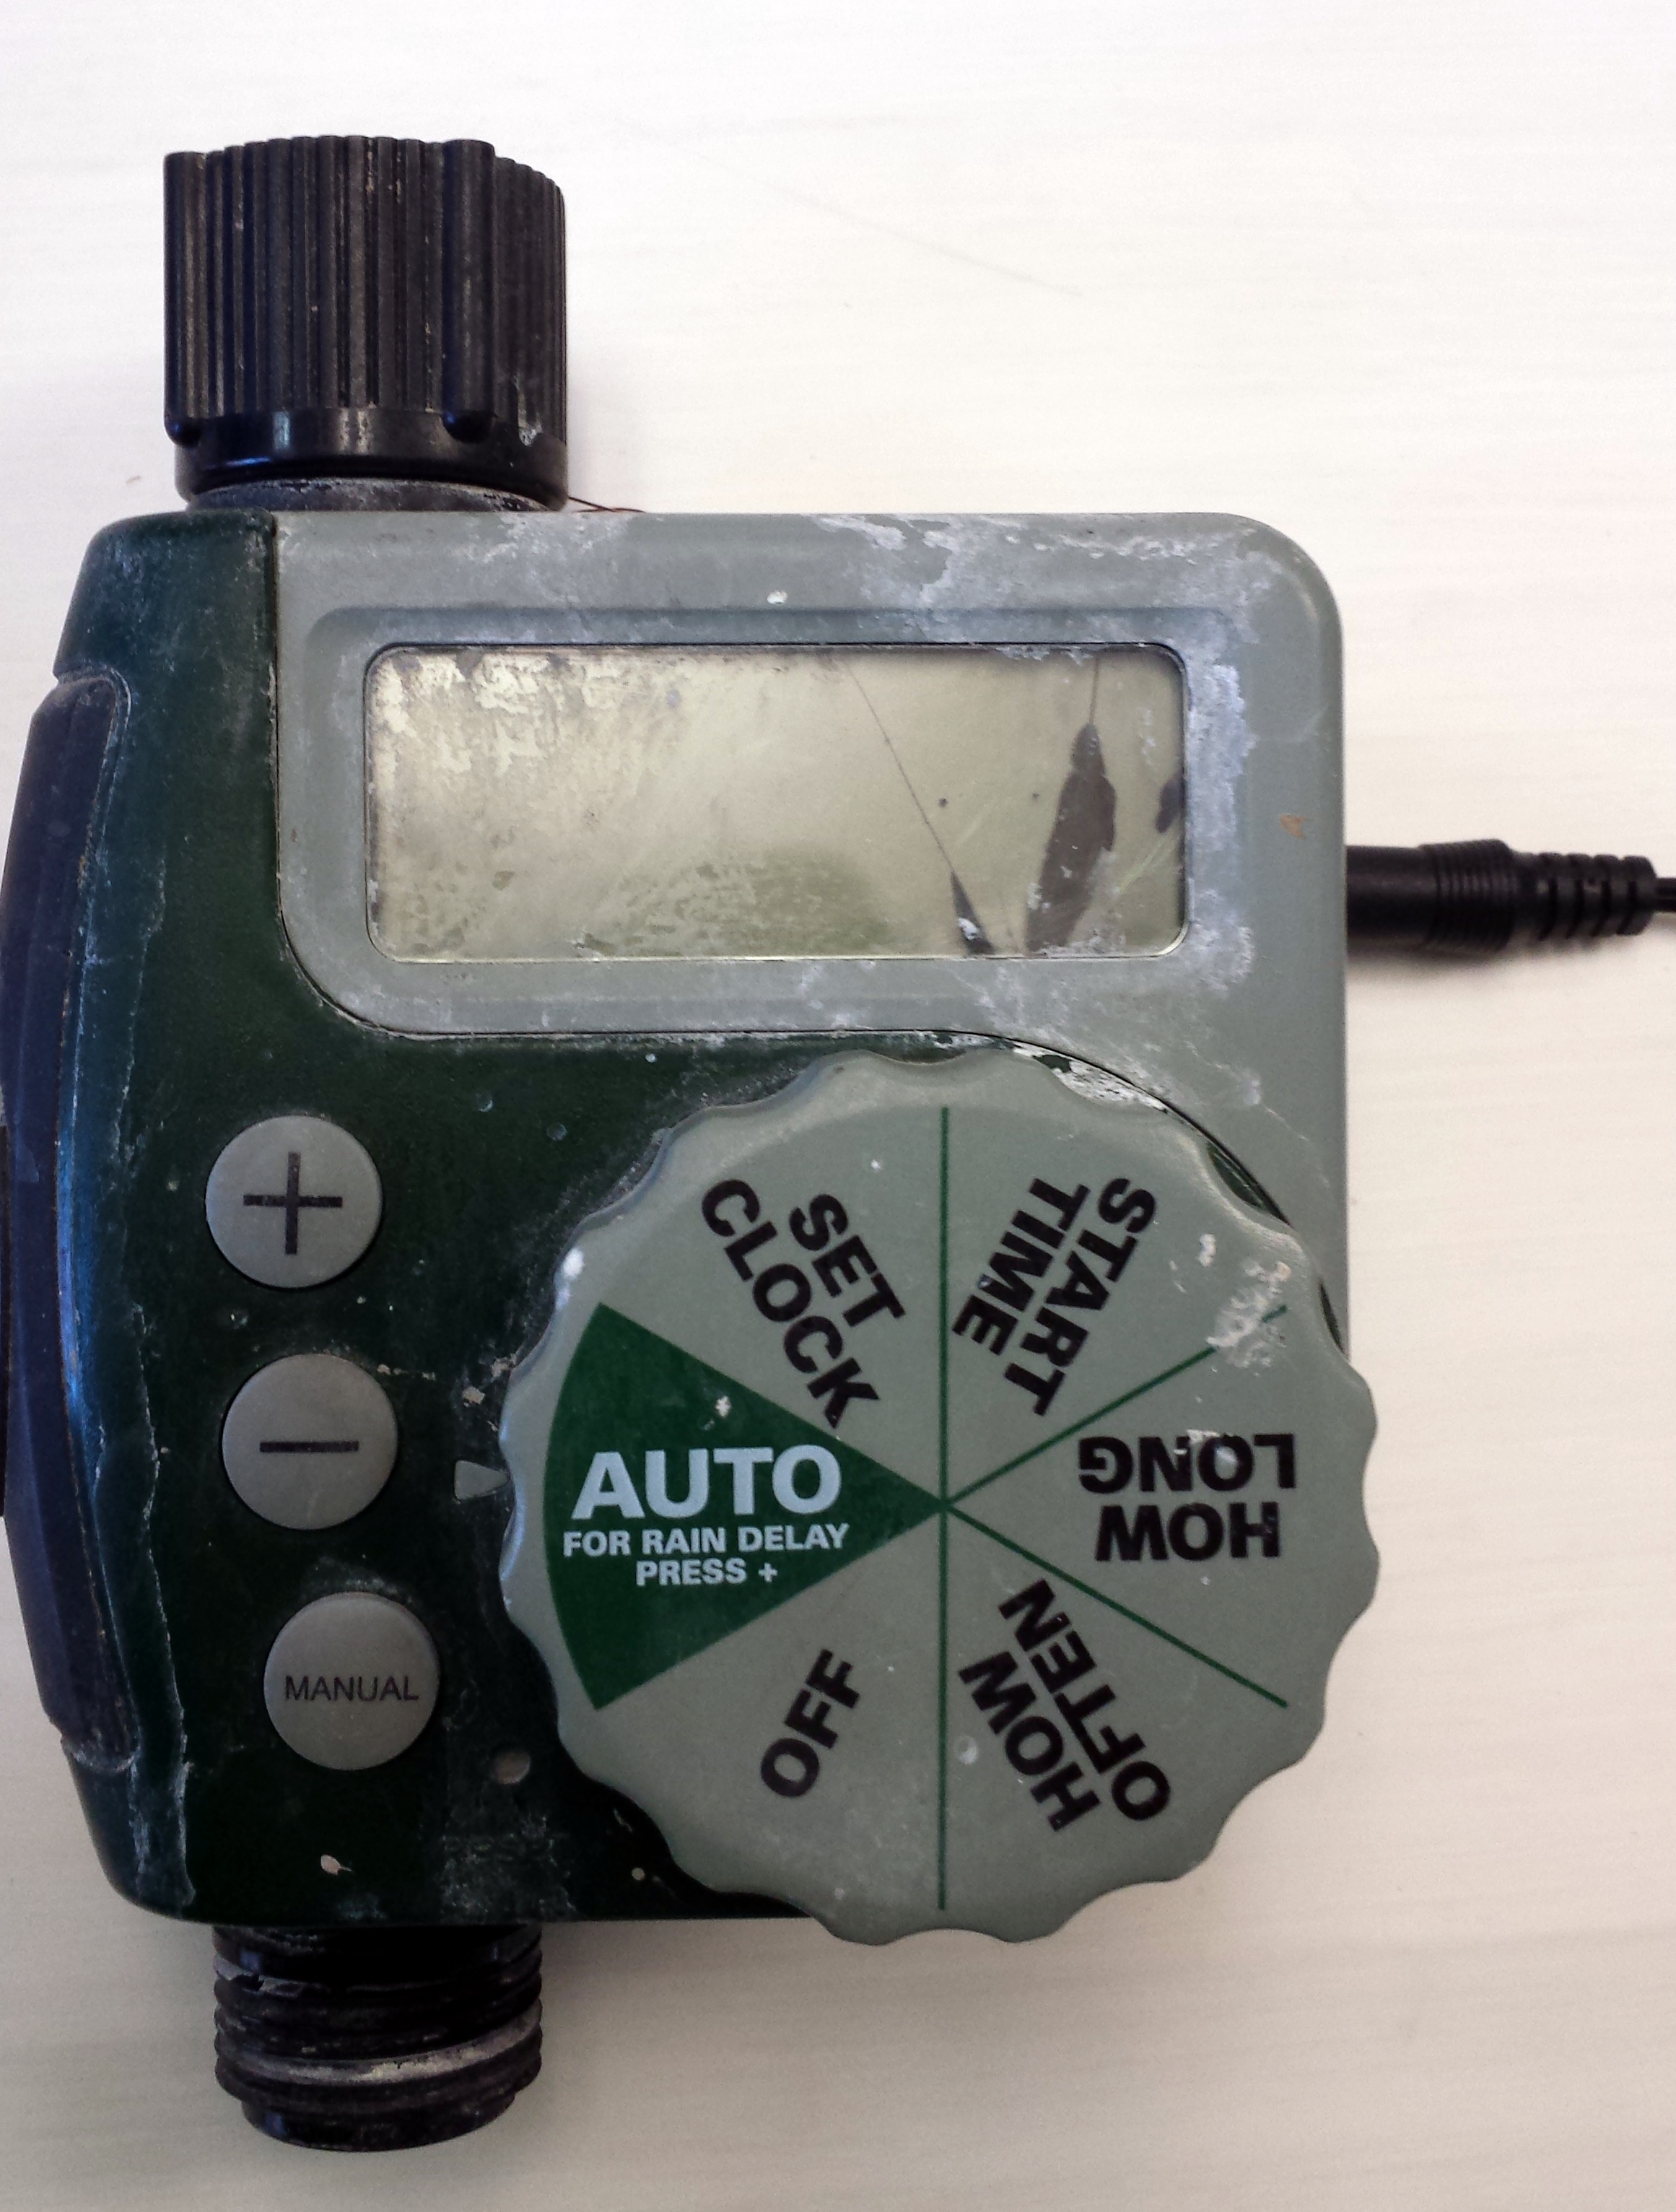 +
−
MANUAL
SET
CLOCK
START
TIME
HOW
LONG
HOW
OFTEN
OFF
AUTO
FOR RAIN DELAY
PRESS +